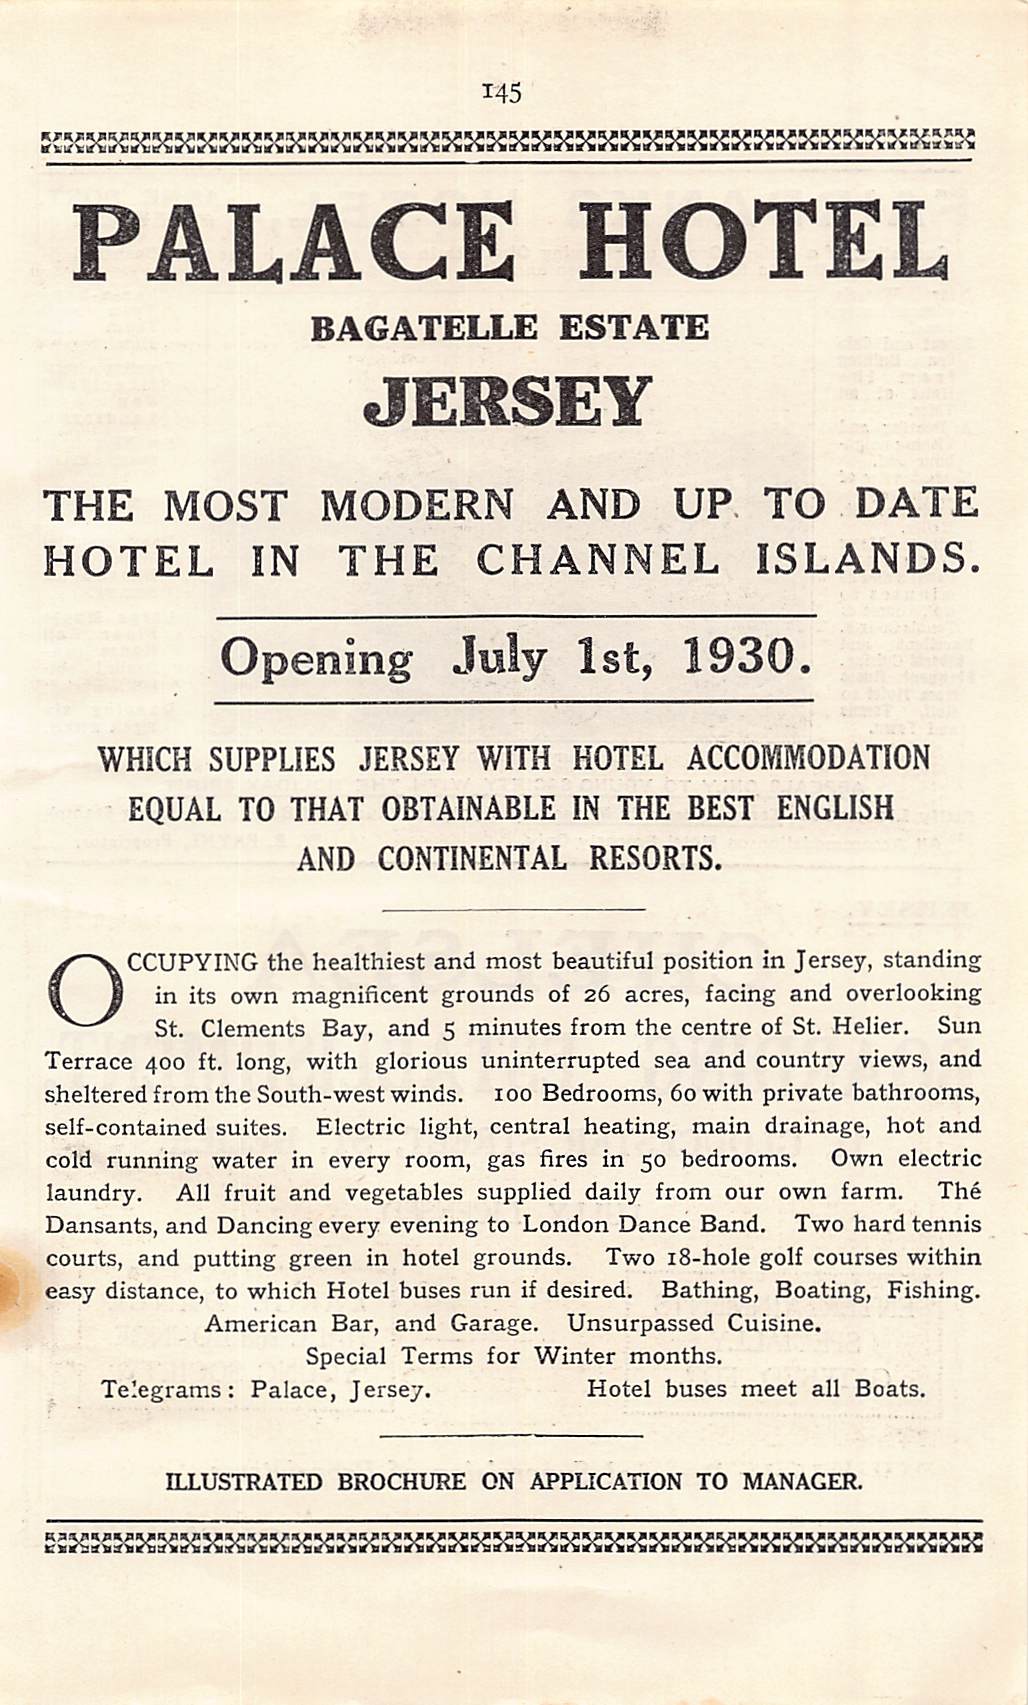 145
PALACE HOTEL
BAGATELLE ESTATE
JERSEY
THE MOST MODERN AND UP TO DATE
HOTEL IN THE CHANNEL ISLANDS.
Opening July 1st, 1930.
WHICH SUPPLIES JERSEY WITH HOTEL ACCOMMODATION
EQUAL TO THAT OBTAINABLE IN THE BEST ENGLISH
AND CONTINENTAL RESORTS.
OCCUPYING the healthiest and most beautiful position in Jersey, standing
in its own magnificent grounds of 26 acres, facing and overlooking
St. Clements Bay, and 5 minutes from the centre of St. Helier. Sun
Terrace 400 ft. long, with glorious uninterrupted sea and country views, and
sheltered from the South-west winds. 100 Bedrooms, 60 with private bathrooms,
self-contained suites. Electric light, central heating, main drainage, hot and
cold running water in every room, gas fires in 50 bedrooms. Own electric
laundry. All fruit and vegetables supplied daily from our own farm. Thé
Dansants, and Dancing every evening to London Dance Band. Two hard tennis
courts, and putting green in hotel grounds. Two 18-hole golf courses within
easy distance, to which Hotel buses run if desired. Bathing, Boating, Fishing.
American Bar, and Garage. Unsurpassed Cuisine.
Special Terms for Winter months.
Telegrams: Palace, Jersey. Hotel buses meet all Boats.
ILLUSTRATED BROCHURE ON APPLICATION TO MANAGER.